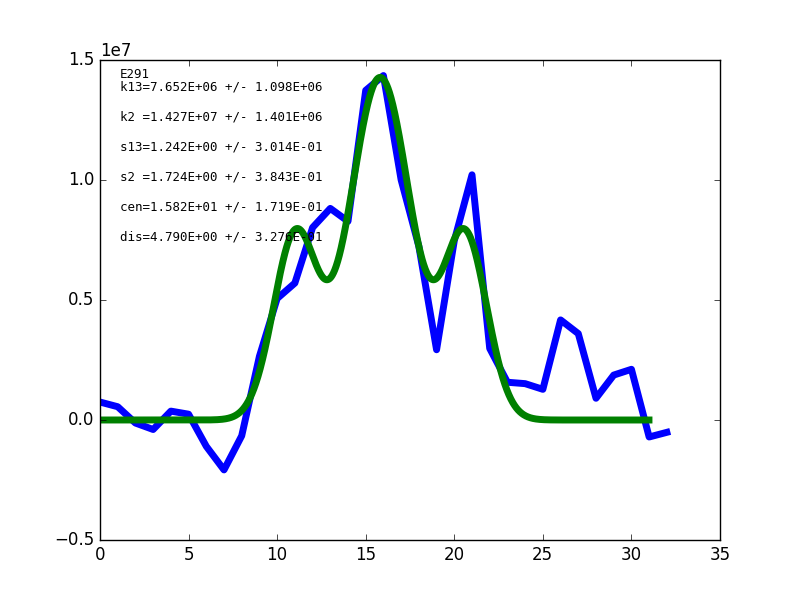 1e7
1.5
E291
k13=7.652E+06 +/- 1.098E+06
k2 =1.427E+07 +/- 1.401E+06
s13=1.242E+00 +/- 3.014E-01
1.0
s2 =1.724E+00 +/- 3.843E-01
cen=1.582E+01 +/- 1.719E-01
dis=4.790E+00 +/- 3.276E-01
0.5
0.0
−0.5
0 5 10 15 20 25 30 35